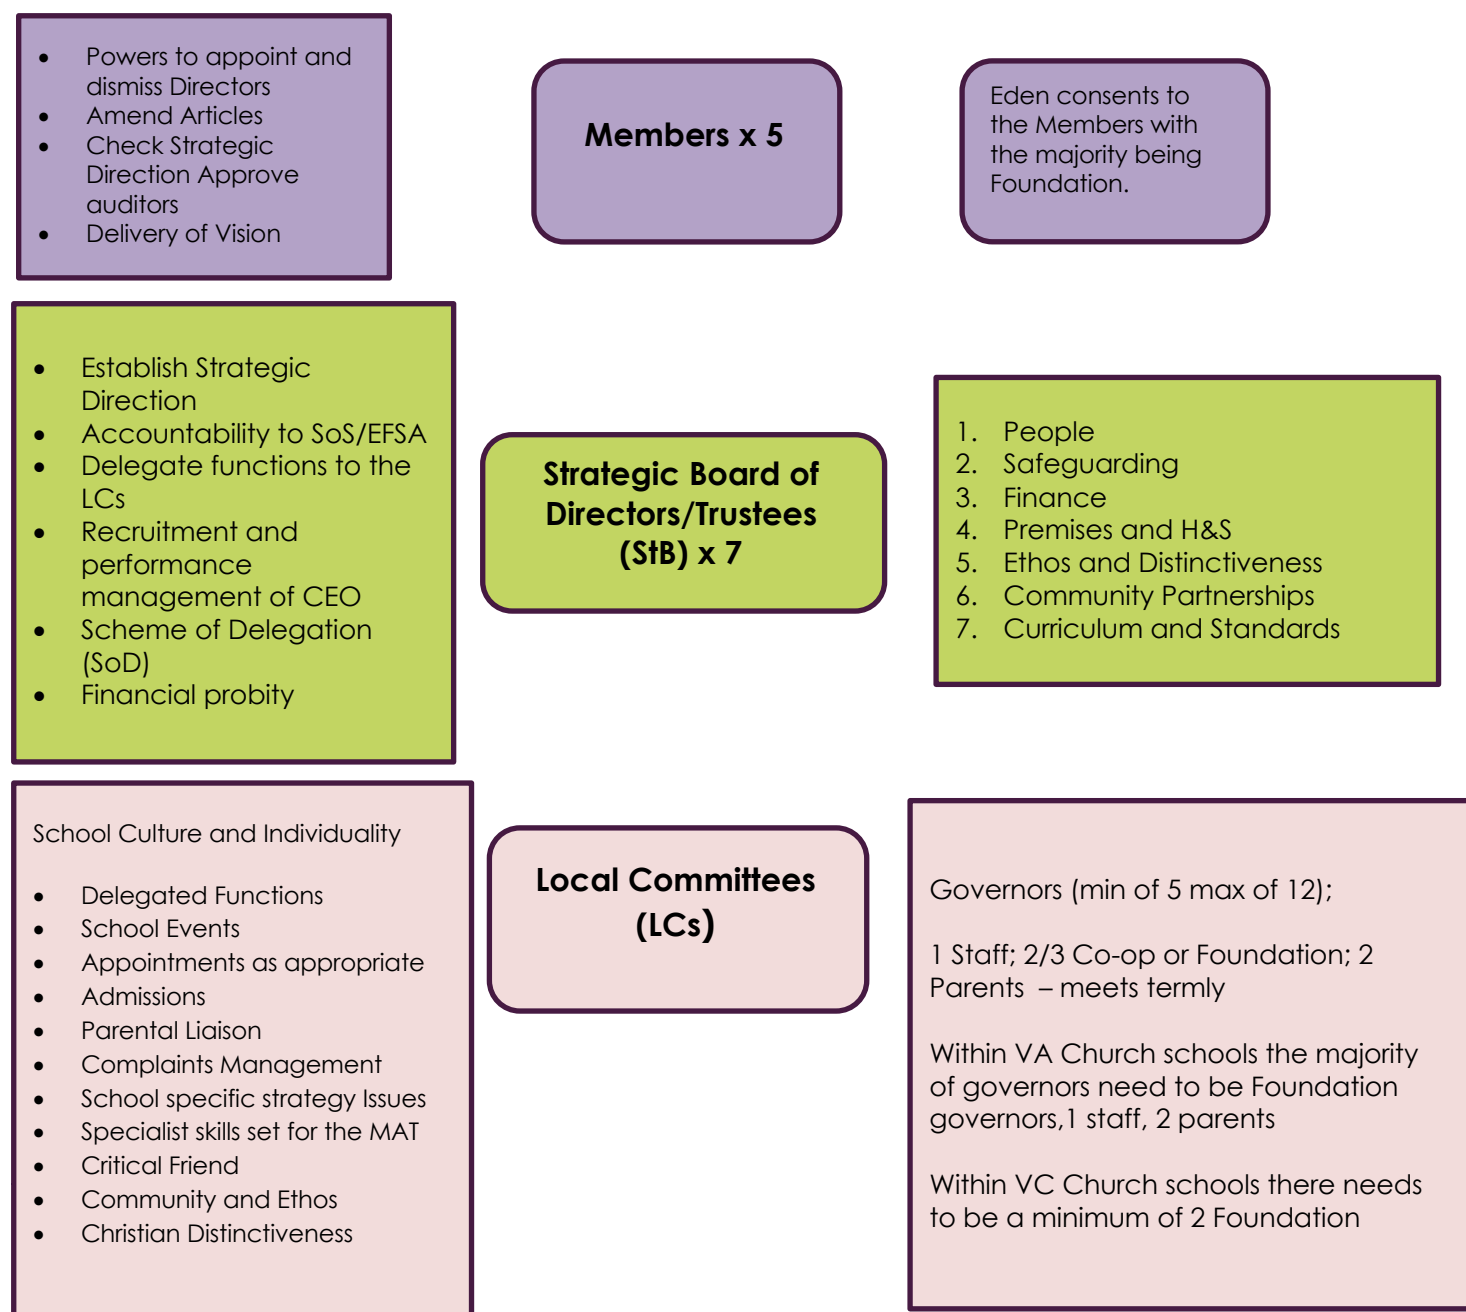 • Powers to appoint and
dismiss Directors
• Amend Articles
• Check Strategic
Direction Approve
auditors
• Delivery of Vision
Members x 5
Eden consents to
the Members with
the majority being
Foundation.
• Establish Strategic
Direction
• Accountability to SoS/EFSA
• Delegate functions to the
LCs
• Recruitment and
performance
management of CEO
• Scheme of Delegation
(SoD)
• Financial probity
Strategic Board of
Directors/Trustees
(StB) x 7
1. People
2. Safeguarding
3. Finance
4. Premises and H&S
5. Ethos and Distinctiveness
6. Community Partnerships
7. Curriculum and Standards
School Culture and Individuality
• Delegated Functions
• School Events
• Appointments as appropriate
• Admissions
• Parental Liaison
• Complaints Management
• School specific strategy Issues
• Specialist skills set for the MAT
• Critical Friend
• Community and Ethos
• Christian Distinctiveness
Local Committees
(LCs)
Governors (min of 5 max of 12);
1 Staff; 2/3 Co-op or Foundation; 2
Parents – meets termly
Within VA Church schools the majority
of governors need to be Foundation
governors,1 staff, 2 parents
Within VC Church schools there needs
to be a minimum of 2 Foundation